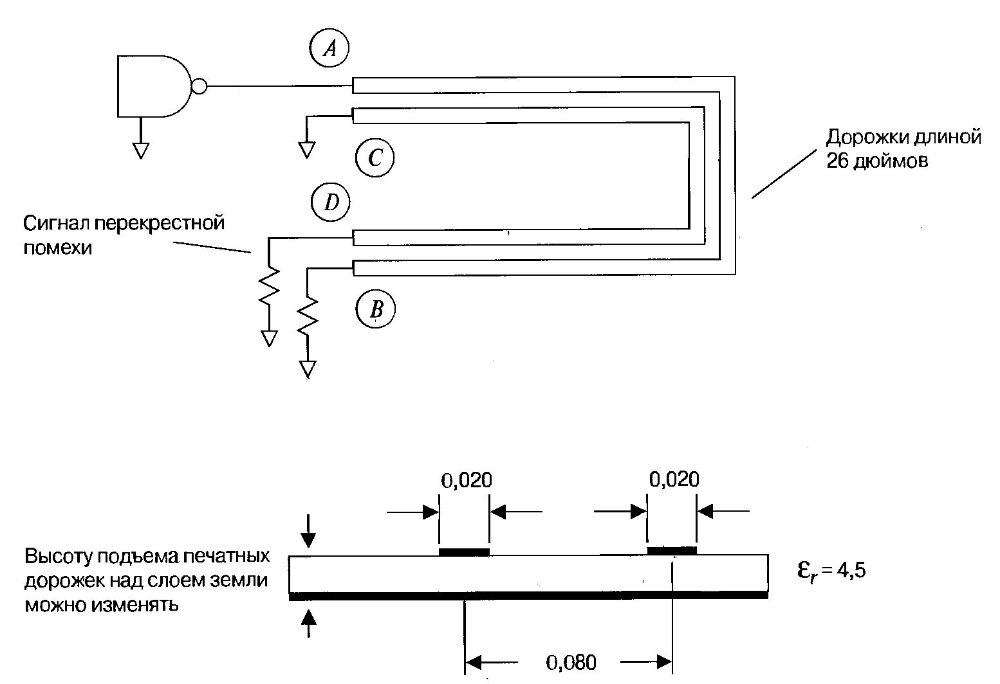 A
C
Дорожки длиной
26 дюймов
D
Сигнал перекрестной
помехи
B
0,020
0,020
Высоту подъема печатных
дорожек над слоем земли
можно изменять
εr = 4,5
0,080